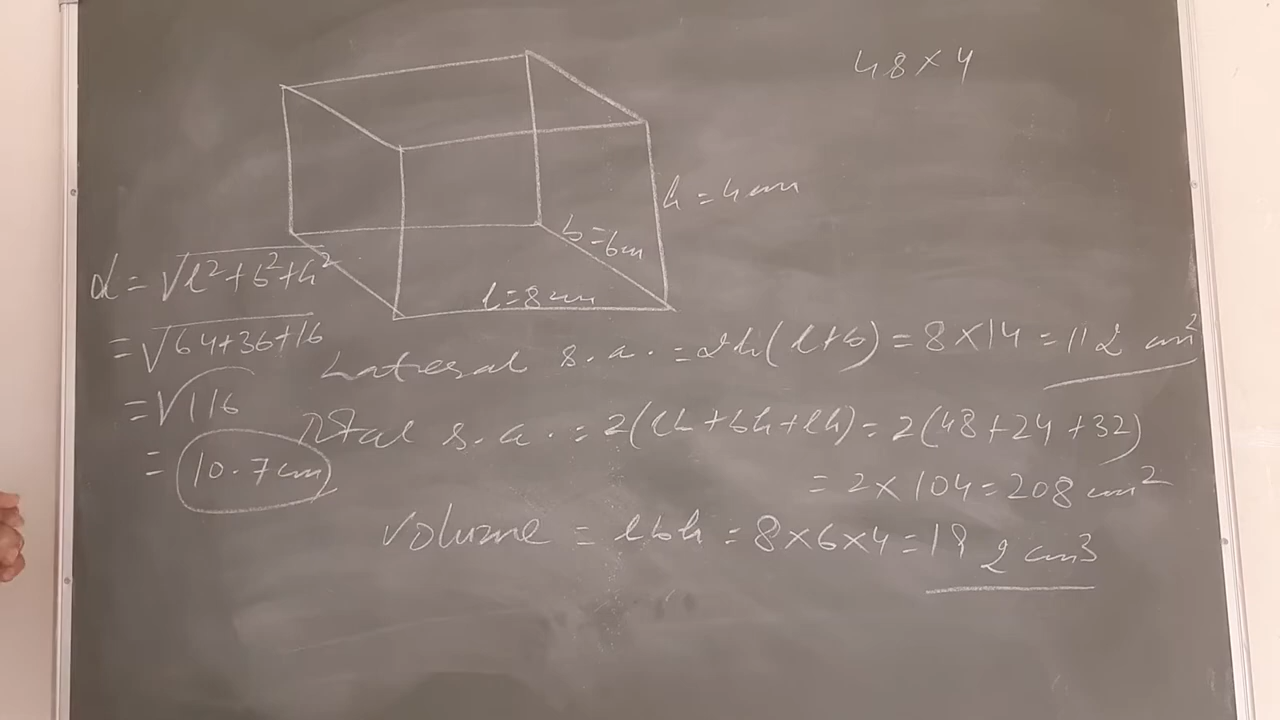 48×4
h=4cm
b=6cm
l=8cm
d=√l²+b²+h²
=√64+36+16
=√116
=10.7cm
Lateral s.a.=2h(l+b)=8×14=112 cm²
Total s.a.=2(lb+bh+lh)=2(48+24+32)
=2×104=208 cm²
Volume = lbh = 8×6×4=192 cm3